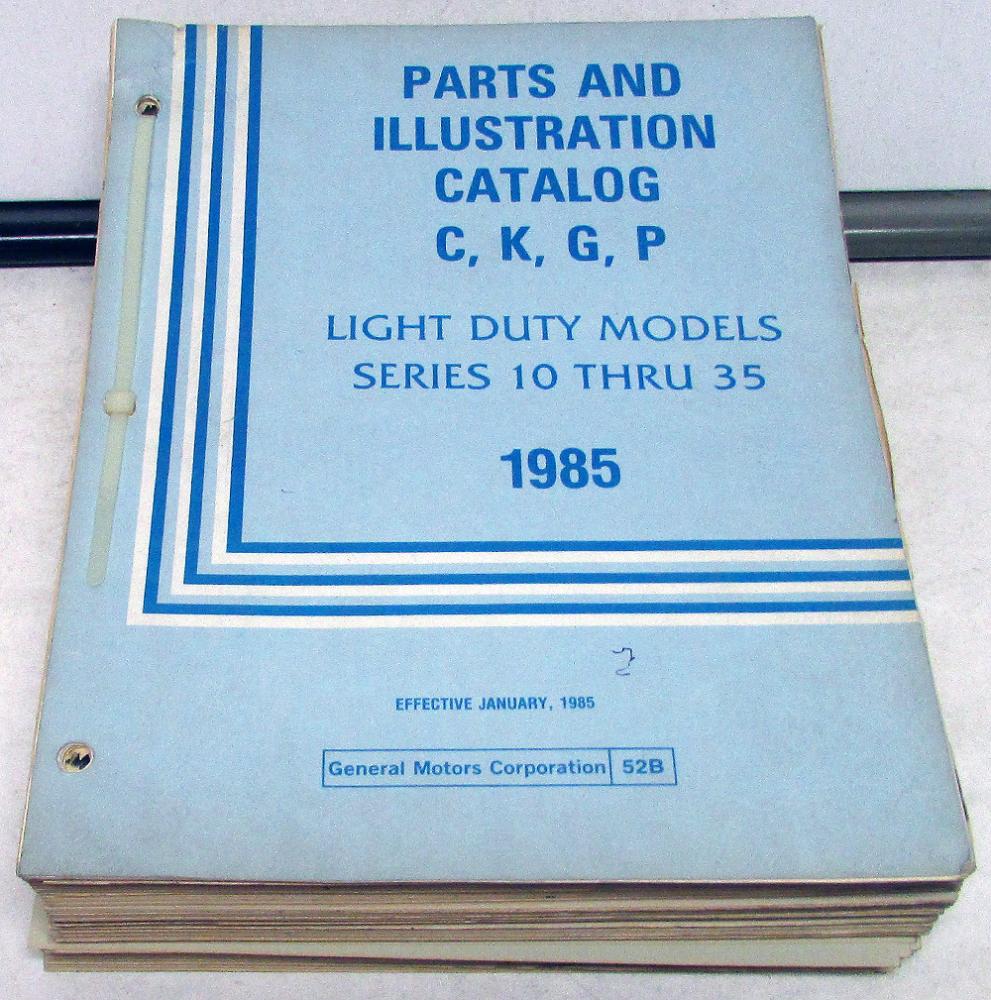 PARTS AND
ILLUSTRATION
CATALOG
C, K, G, P
LIGHT DUTY MODELS
SERIES 10 THRU 35
1985
EFFECTIVE JANUARY, 1985
General Motors Corporation 52B